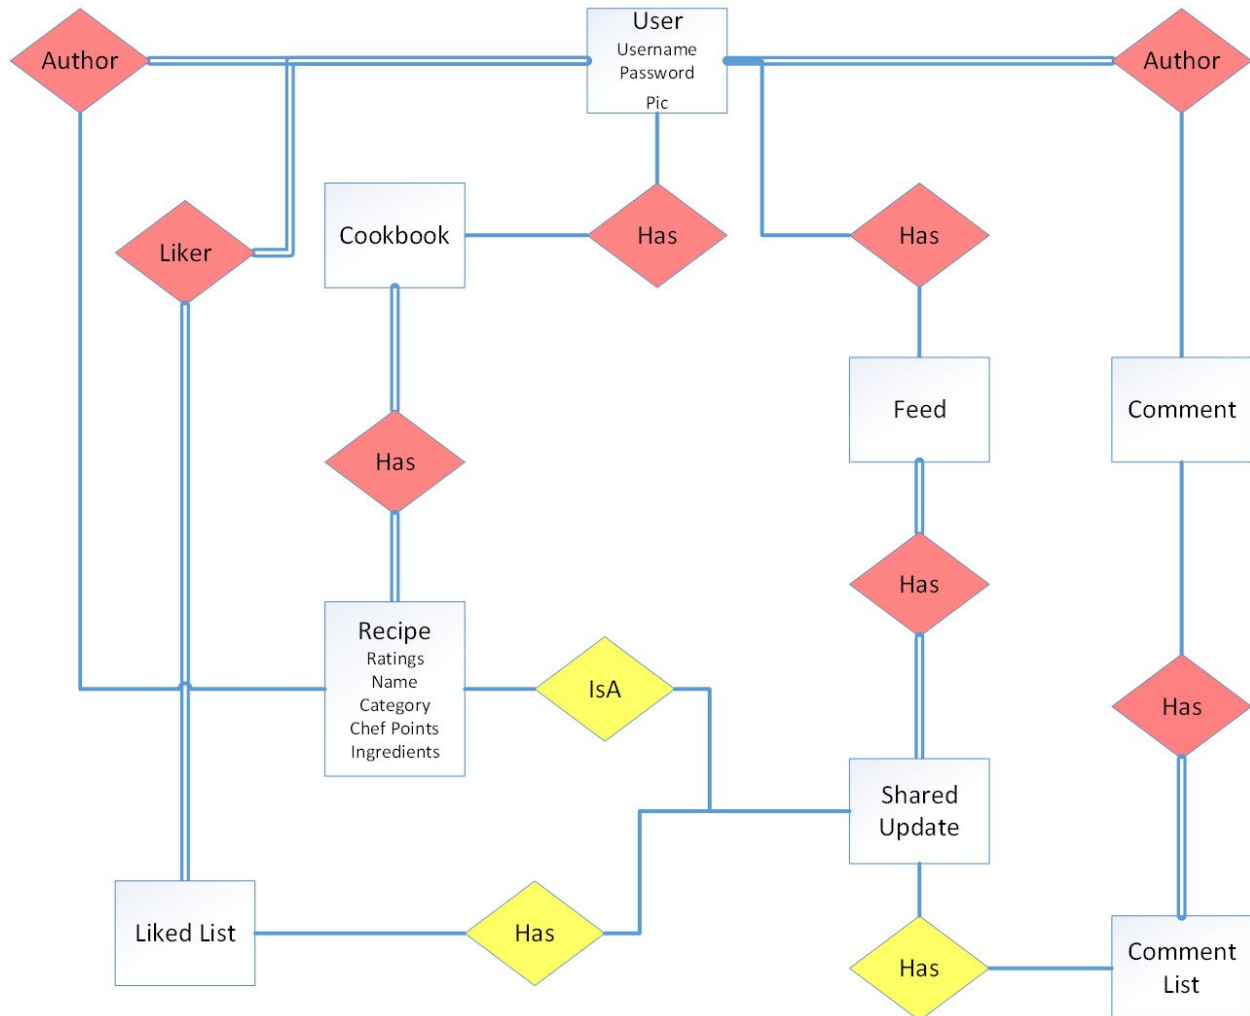 Author
User
Username
Password
Pic
Author
Liker
Cookbook
Has
Has
Feed
Comment
Has
Has
Recipe
Ratings
Name
Category
Chef Points
Ingredients
IsA
Has
Shared
Update
Liked List
Has
Has
Comment
List